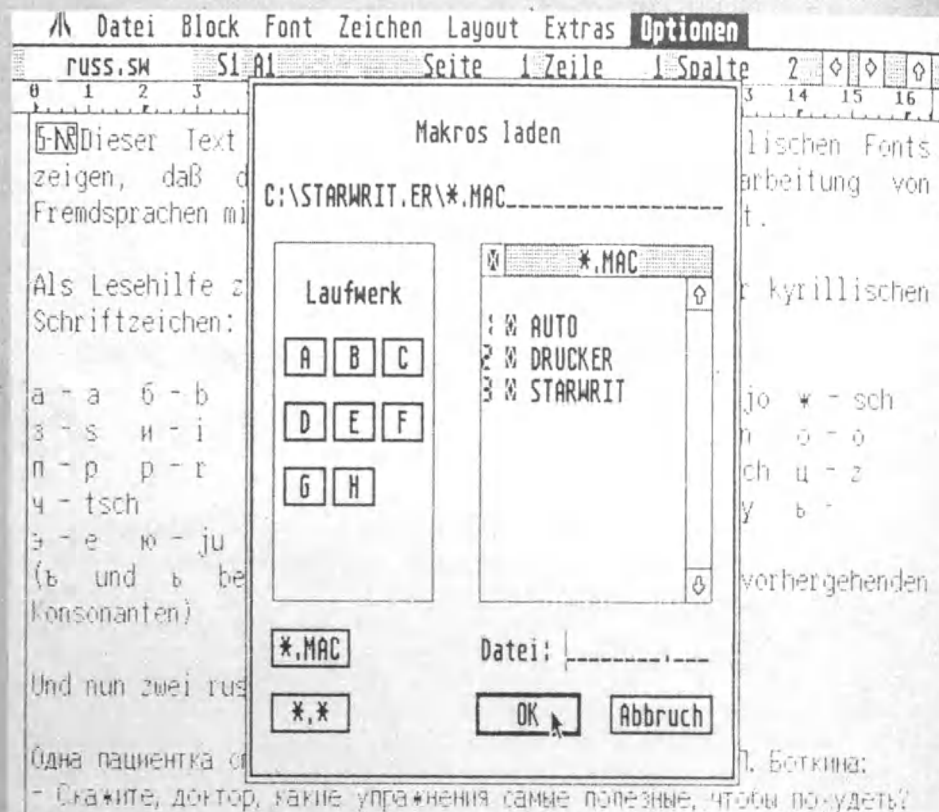 Datei Block Font Zeichen Layout Extras Optionen
russ.sw S1 A1 Seite 1 Zeile 1 Spalte 2
0 1 2 3 3 14 15 16
Dieser Text lischen Fonts
zeigen, daß d arbeitung von
Fremdsprachen mi t.
Als Lesehilfe z r kyrillischen
Schriftzeichen:
а - a б - b jo ж - sch
з - s и - i n о - o
п - p р - r ch ц - z
ч - tsch y ь -
э - e ю - ju
(ъ und ь be vorhergehenden
Konsonanten)
Und nun zwei rus
Одна пациентка с П. Боткина:
- Скажите, доктор, какие упражнения самые полезные, чтобы похудеть?
Makros laden
C:\STARWRIT.ER\*.MAC
Laufwerk
A B C
D E F
G H
*.MAC
1 AUTO
2 DRUCKER
3 STARWRIT
*.MAC Datei:
*.* OK Abbruch